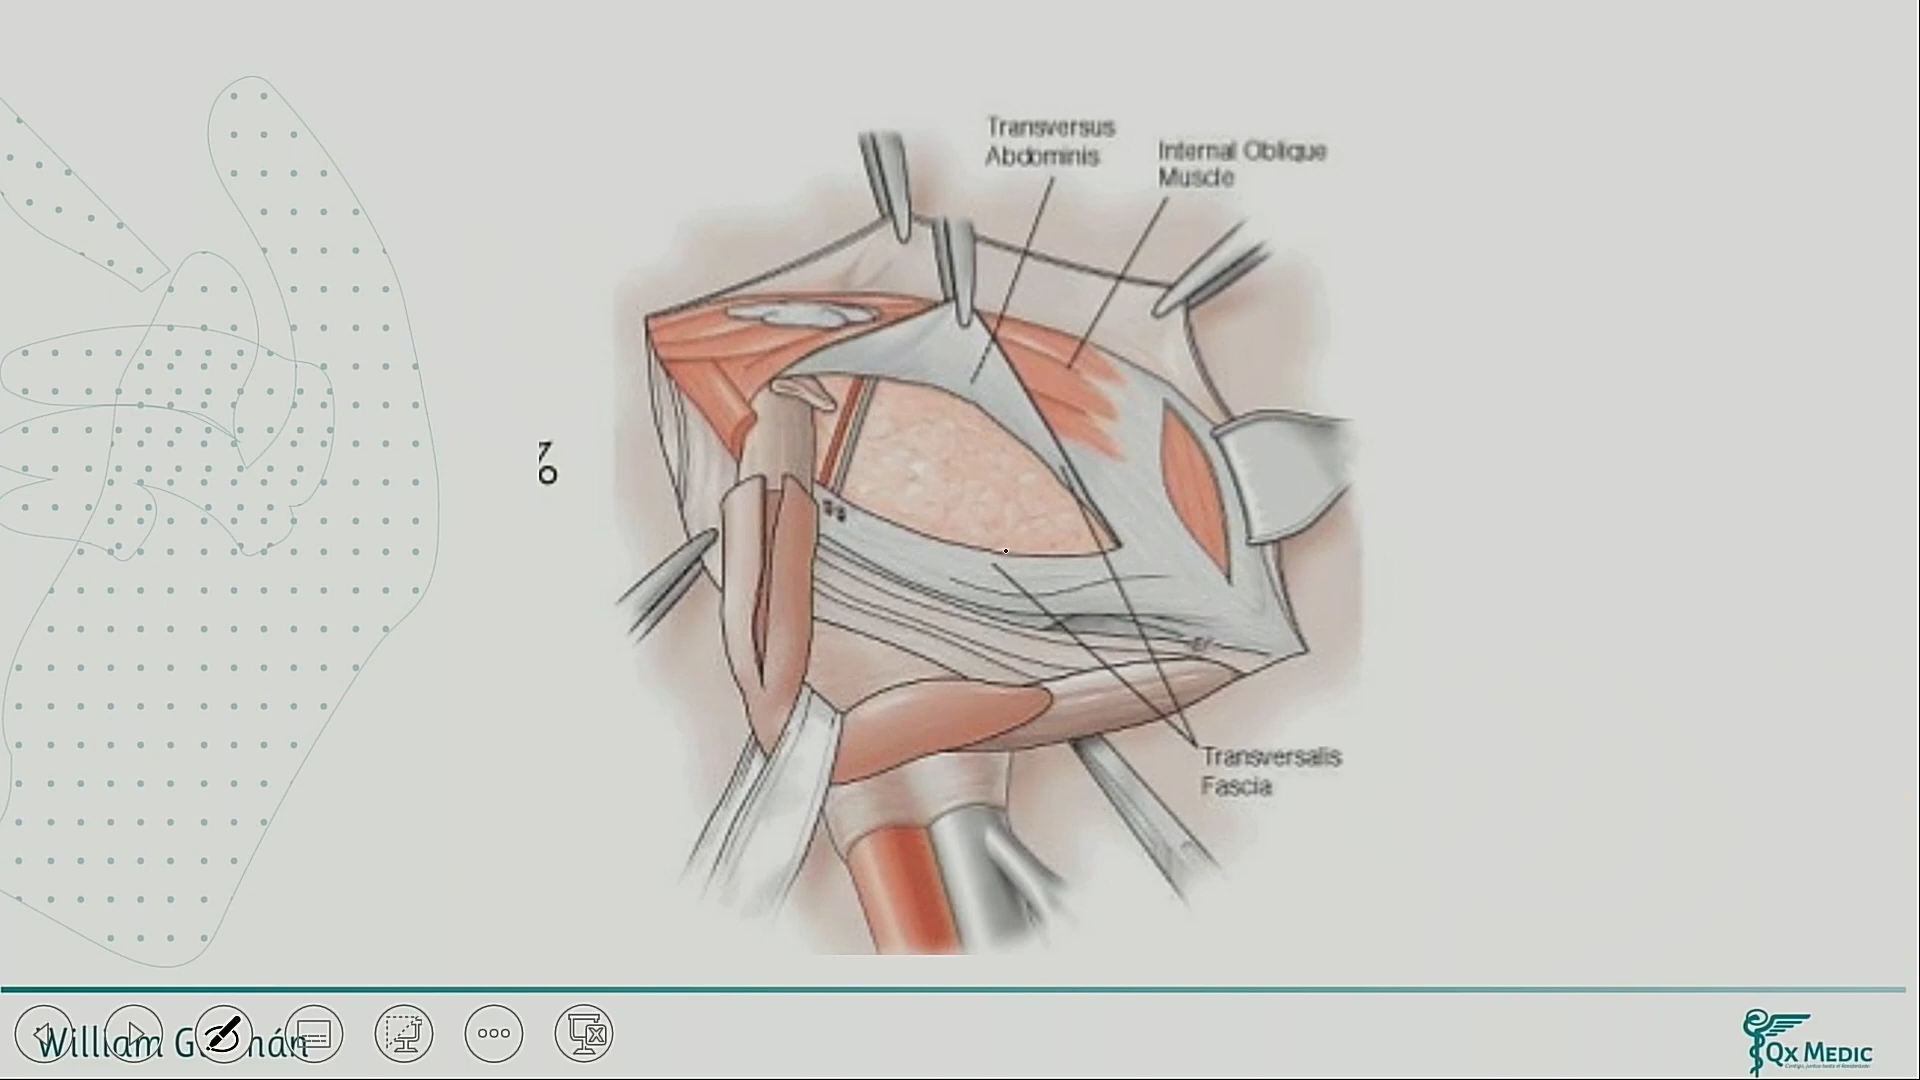 Transversus
Abdominis
Internal Oblique
Muscle
Transversalis
Fascia
William
Qx MEDIC